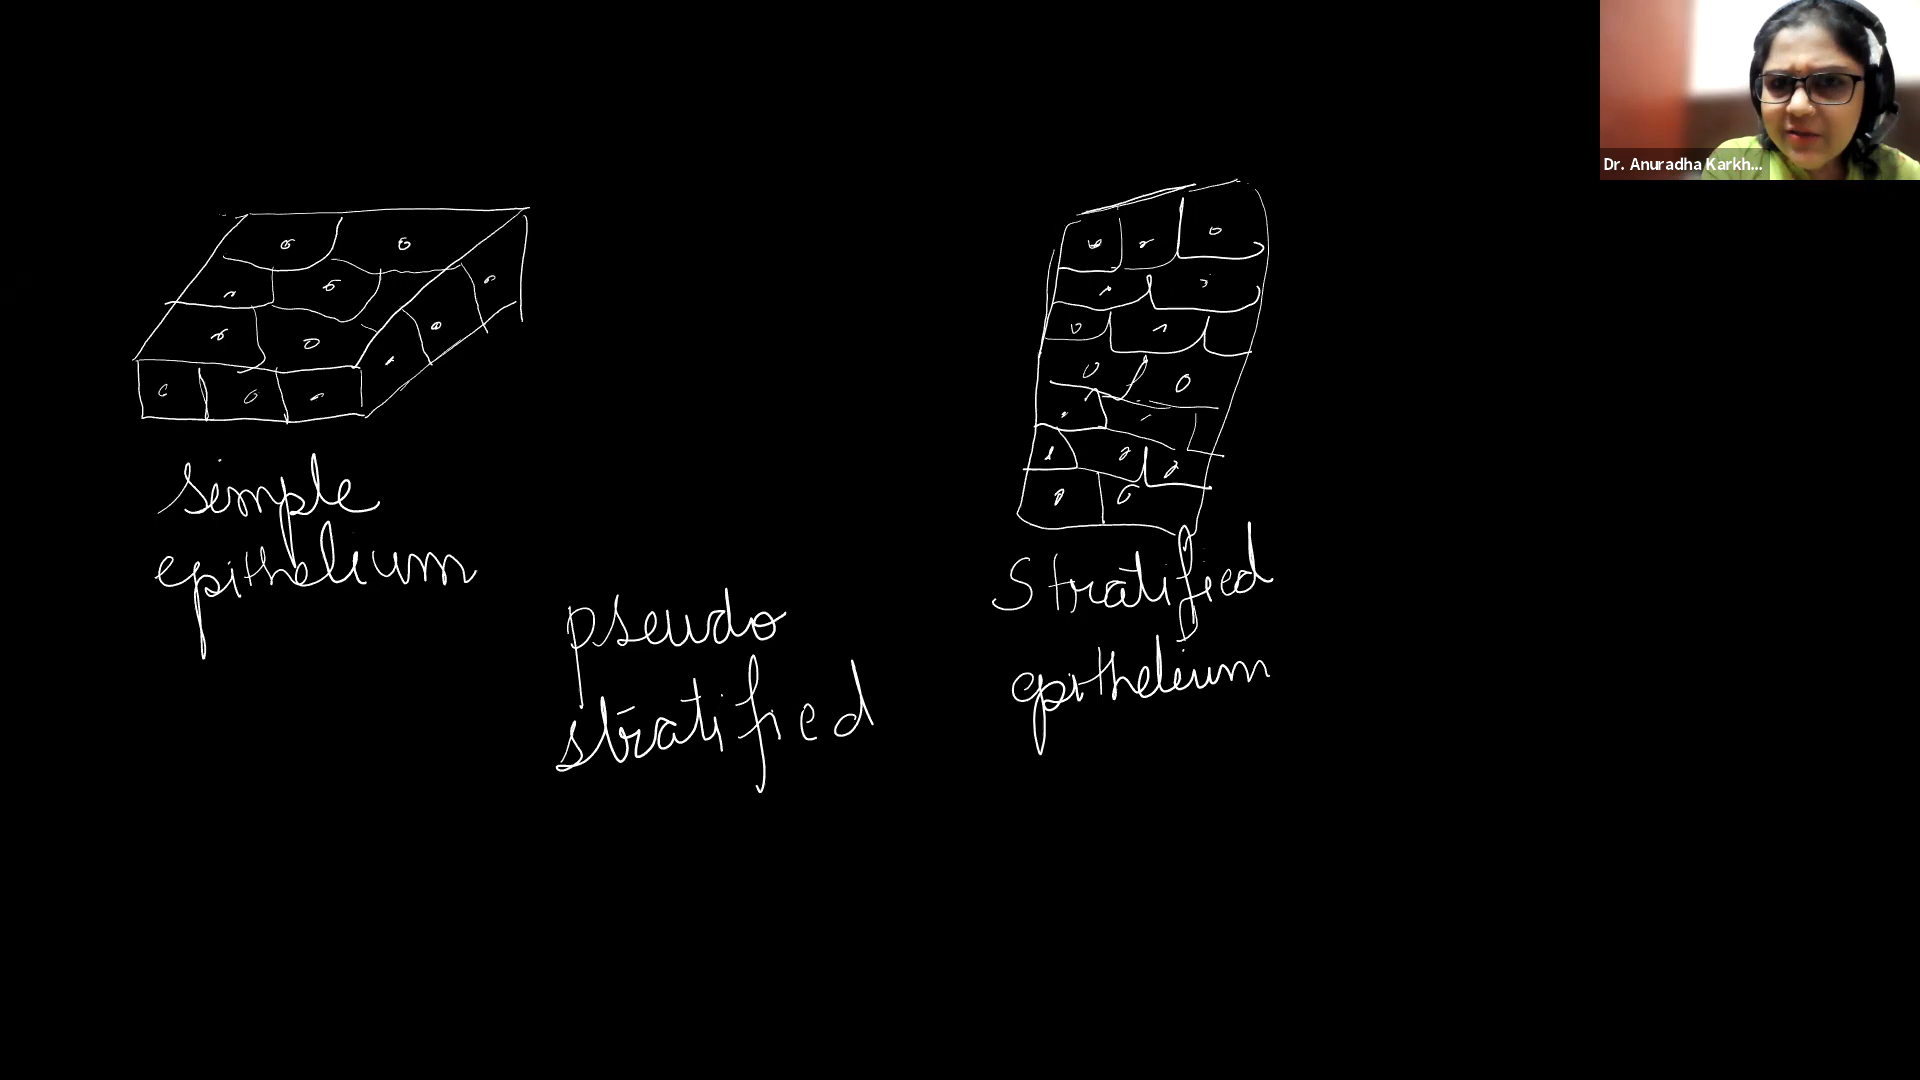 Dr. Anuradha Karkh...
simple
epithelium
pseudo
stratified
Stratified
epithelium